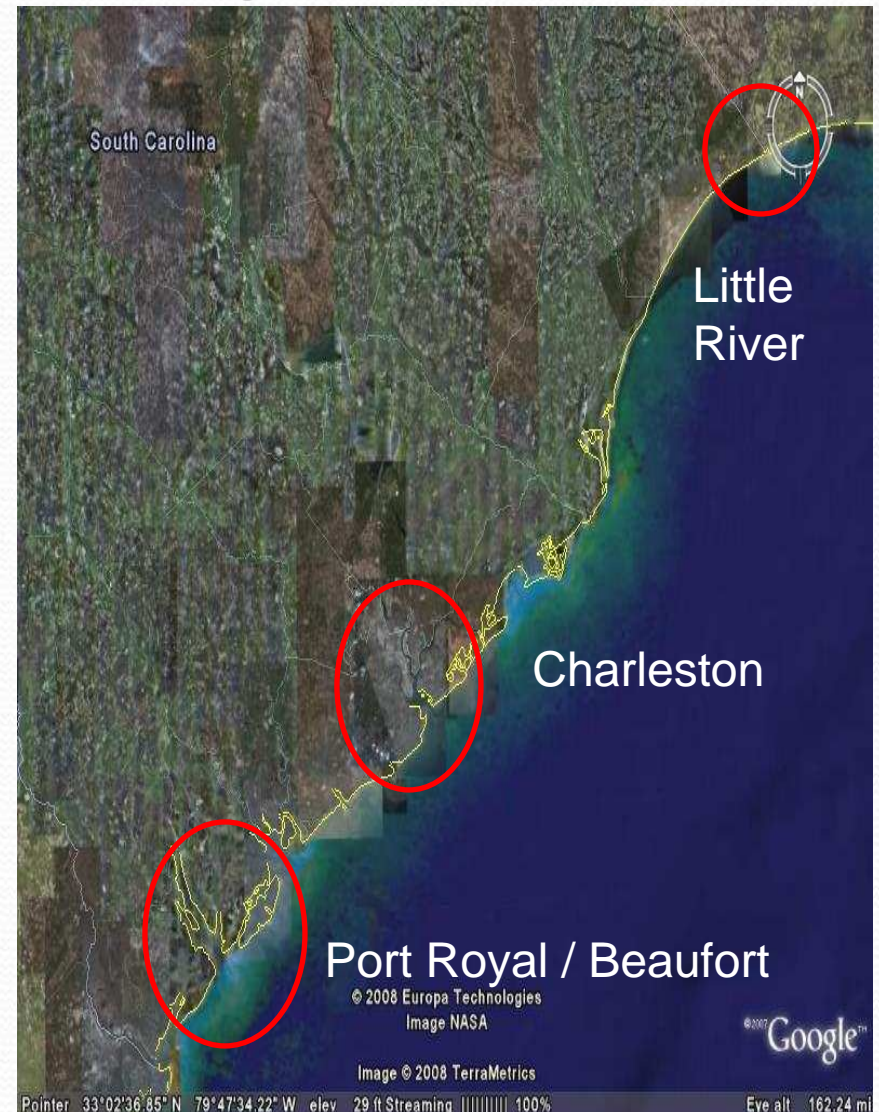 South Carolina
N
Little
River
Charleston
Port Royal / Beaufort
© 2008 Europa Technologies
Image NASA
©2007 Google™
Image © 2008 TerraMetrics
Pointer 33°02'36.85" N 79°47'34.22" W elev 29 ft Streaming ||||||||| 100% Eye alt 162.24 mi